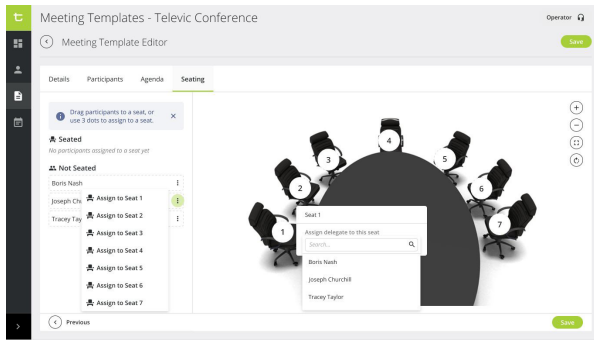 Meeting Templates - Televic Conference
Operator
Meeting Template Editor
Save
Details Participants Agenda Seating
Drag participants to a seat, or
use 3 dots to assign to a seat.
Seated
No participants assigned to a seat yet
Not Seated
Boris Nash
Joseph Chu
Tracey Tay
Assign to Seat 1
Assign to Seat 2
Assign to Seat 3
Assign to Seat 4
Assign to Seat 5
Assign to Seat 6
Assign to Seat 7
1
2
3
4
5
6
7
Seat 1
Assign delegate to this seat
Search...
Boris Nash
Joseph Churchill
Tracey Taylor
Previous
Save